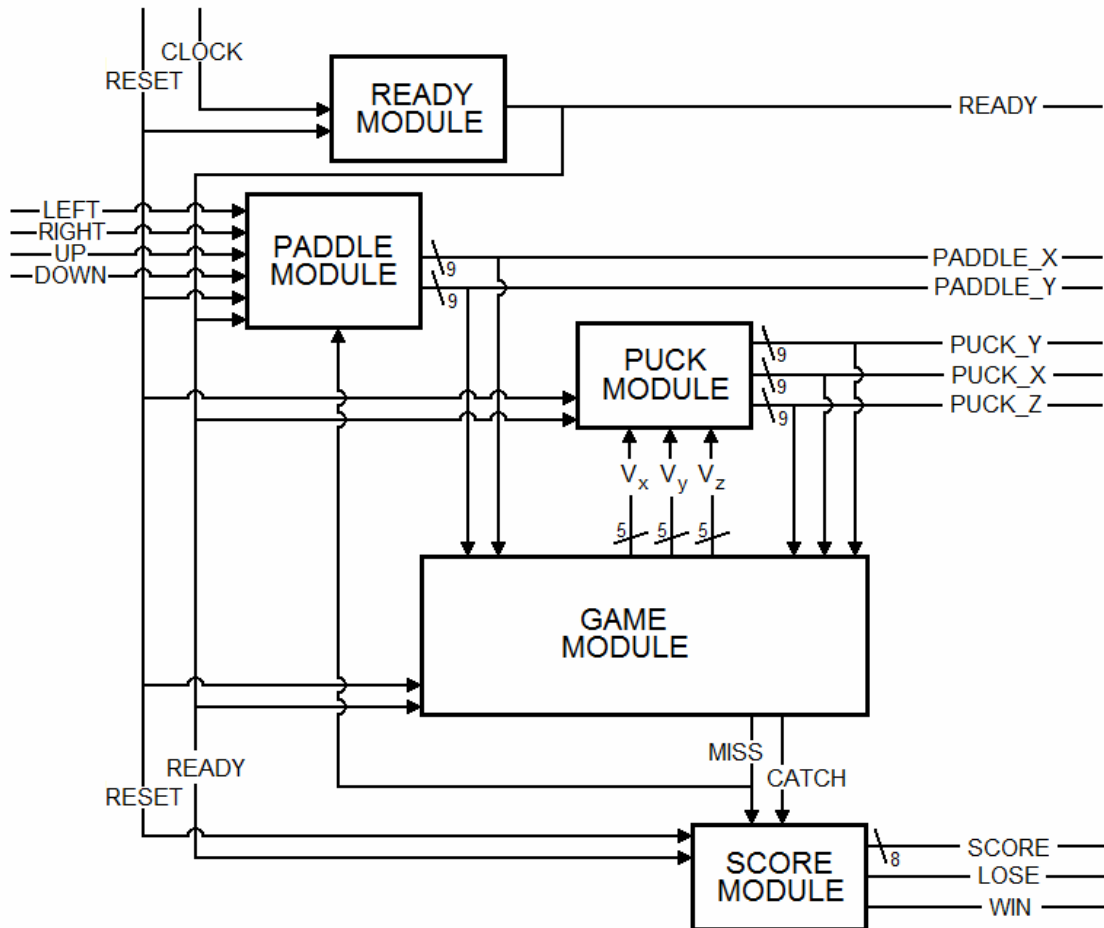 CLOCK
RESET
READY
MODULE
READY
LEFT
RIGHT
UP
DOWN
PADDLE
MODULE
9
9
PADDLE_X
PADDLE_Y
PUCK
MODULE
9
9
9
PUCK_Y
PUCK_X
PUCK_Z
Vx Vy Vz
5 5 5
GAME
MODULE
MISS
CATCH
READY
RESET
SCORE
MODULE
8
SCORE
LOSE
WIN